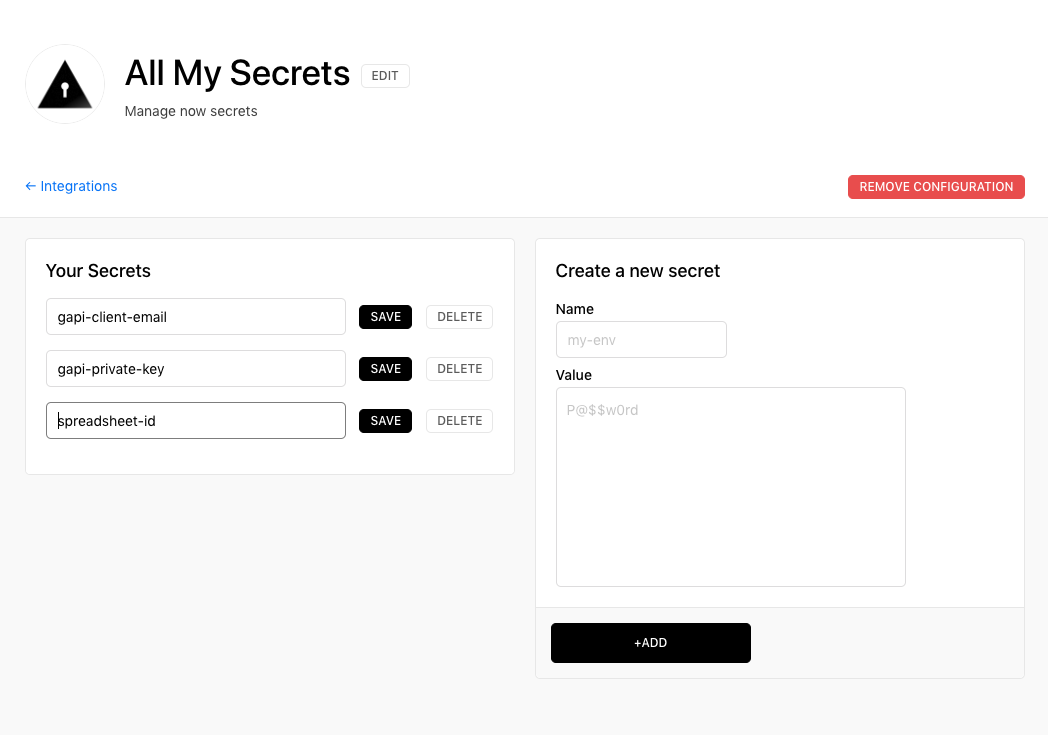 All My Secrets EDIT
Manage now secrets
← Integrations
REMOVE CONFIGURATION
Your Secrets
gapi-client-email SAVE DELETE
gapi-private-key SAVE DELETE
spreadsheet-id SAVE DELETE
Create a new secret
Name
my-env
Value
P@$$w0rd
+ADD